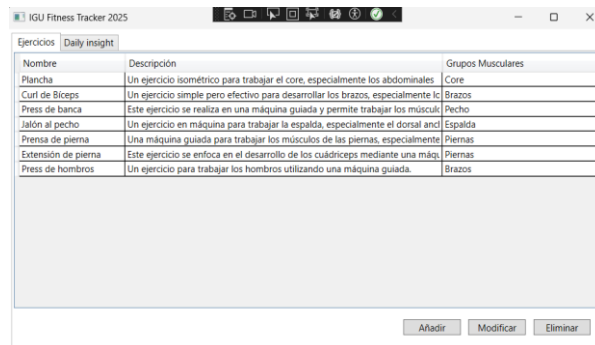 IGU Fitness Tracker 2025
Ejercicios Daily insight
Nombre Descripción Grupos Musculares
Plancha Un ejercicio isométrico para trabajar el core, especialmente los abdominales Core
Curl de Bíceps Un ejercicio simple pero efectivo para desarrollar los brazos, especialmente lc Brazos
Press de banca Este ejercicio se realiza en una máquina guiada y permite trabajar los múscul Pecho
Jalón al pecho Un ejercicio en máquina para trabajar la espalda, especialmente el dorsal ancl Espalda
Prensa de pierna Una máquina guiada para trabajar los músculos de las piernas, especialmente Piernas
Extensión de pierna Este ejercicio se enfoca en el desarrollo de los cuádriceps mediante una máqu Piernas
Press de hombros Un ejercicio para trabajar los hombros utilizando una máquina guiada. Brazos
Añadir Modificar Eliminar